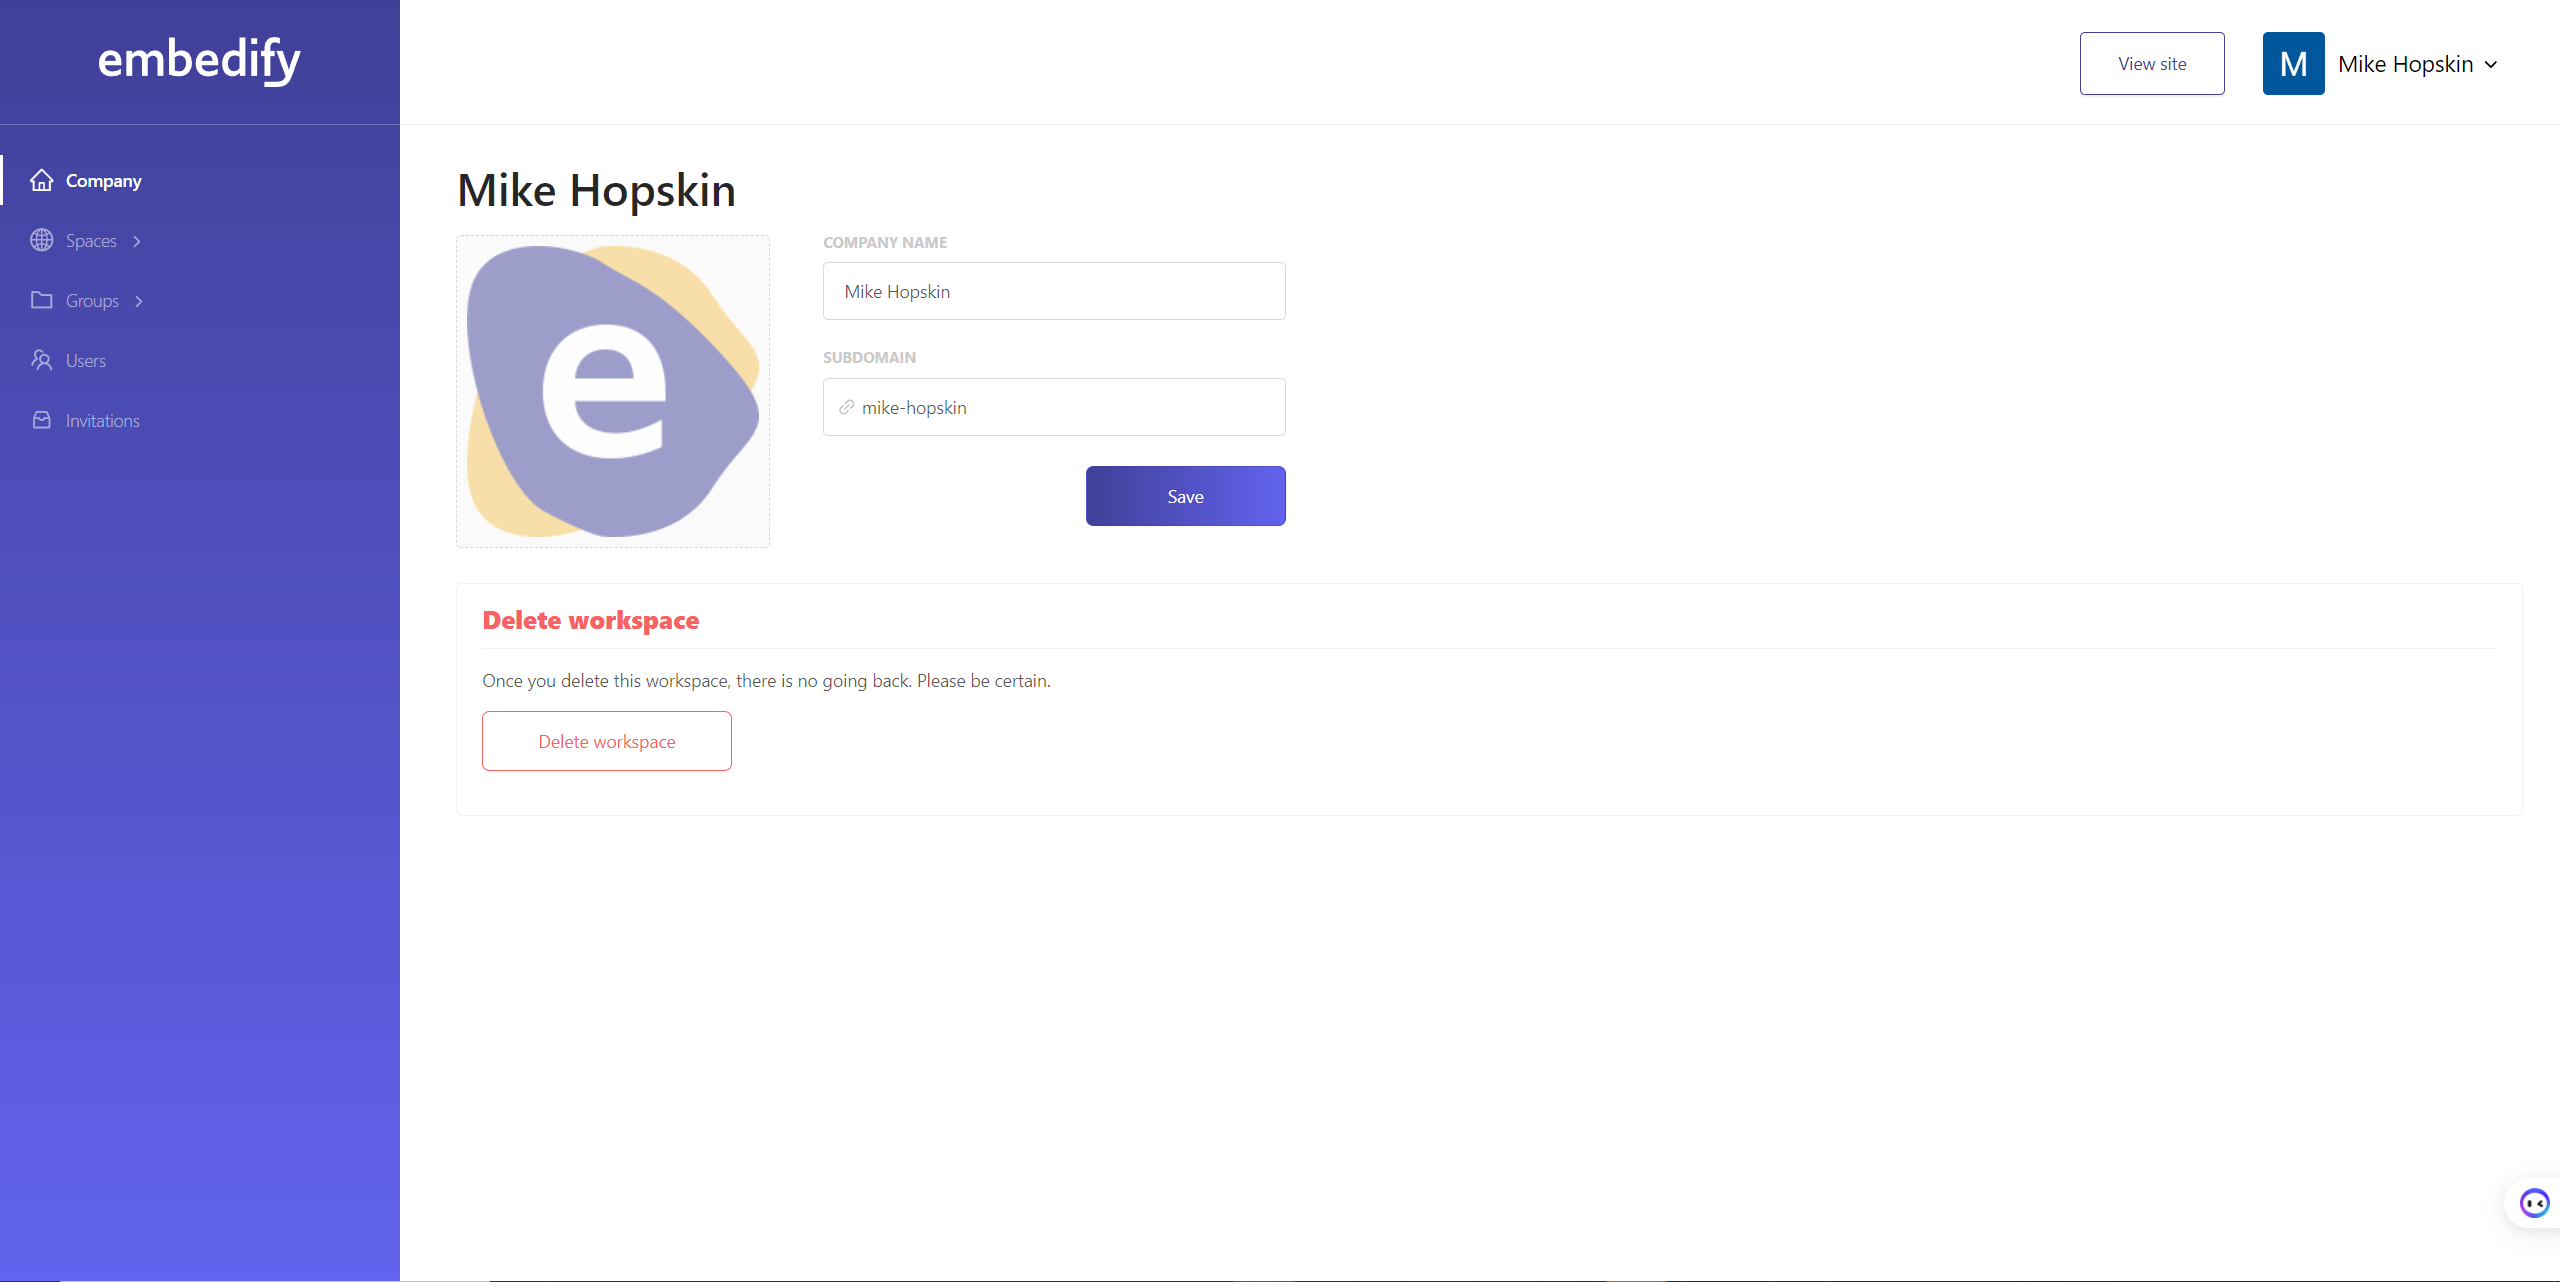 embedify
View site
M
Mike Hopskin
Company
Spaces
Groups
Users
Invitations
Mike Hopskin
e
COMPANY NAME
Mike Hopskin
SUBDOMAIN
mike-hopskin
Save
Delete workspace
Once you delete this workspace, there is no going back. Please be certain.
Delete workspace